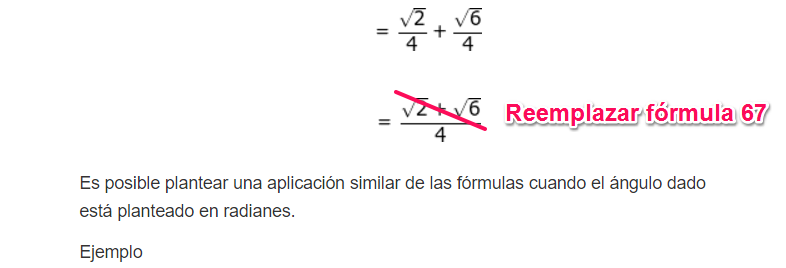 = √2/4 + √6/4
= √2 + √6/4 Reemplazar fórmula 67
Es posible plantear una aplicación similar de las fórmulas cuando el ángulo dado
está planteado en radianes.
Ejemplo